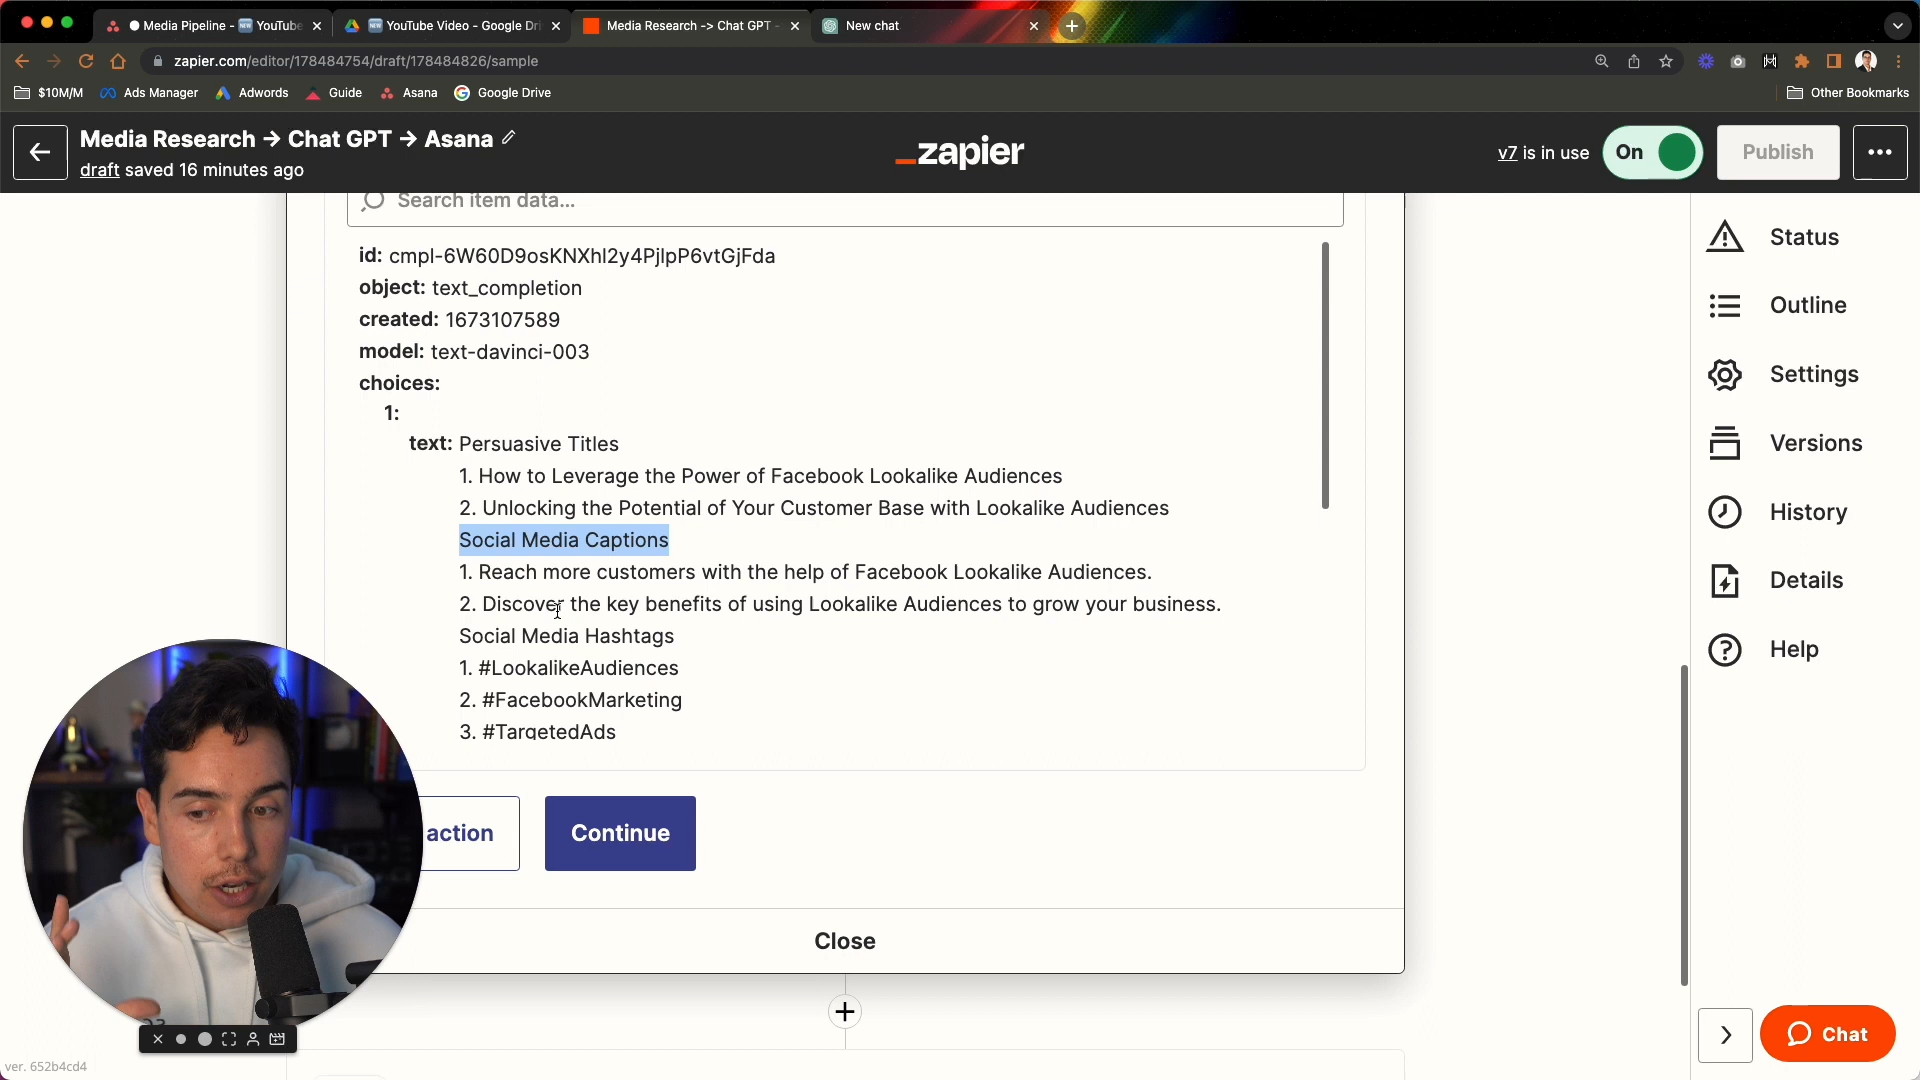 Media Pipeline - 🆕 YouTube
🆕 YouTube Video - Google Dri
Media Research -> Chat GPT -
New chat
zapier.com/editor/178484754/draft/178484826/sample
$10M/M
Ads Manager
Adwords
Guide
Asana
Google Drive
Other Bookmarks
Media Research → Chat GPT → Asana
draft saved 16 minutes ago
_zapier
v7 is in use
On
Publish
Search item data...
id: cmpl-6W60D9osKNXhl2y4PjlpP6vtGjFda
object: text_completion
created: 1673107589
model: text-davinci-003
choices:
1:
text: Persuasive Titles
1. How to Leverage the Power of Facebook Lookalike Audiences
2. Unlocking the Potential of Your Customer Base with Lookalike Audiences
Social Media Captions
1. Reach more customers with the help of Facebook Lookalike Audiences.
2. Discover the key benefits of using Lookalike Audiences to grow your business.
Social Media Hashtags
1. #LookalikeAudiences
2. #FacebookMarketing
3. #TargetedAds
action
Continue
Close
Status
Outline
Settings
Versions
History
Details
Help
Chat
ver. 652b4cd4